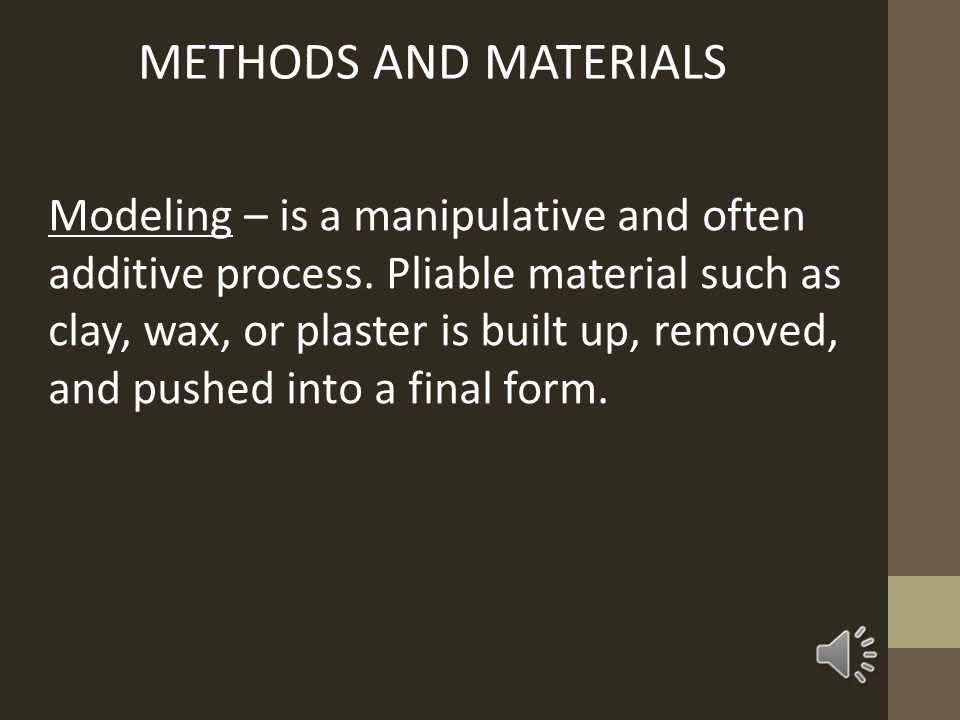 METHODS AND MATERIALS
Modeling – is a manipulative and often
additive process. Pliable material such as
clay, wax, or plaster is built up, removed,
and pushed into a final form.